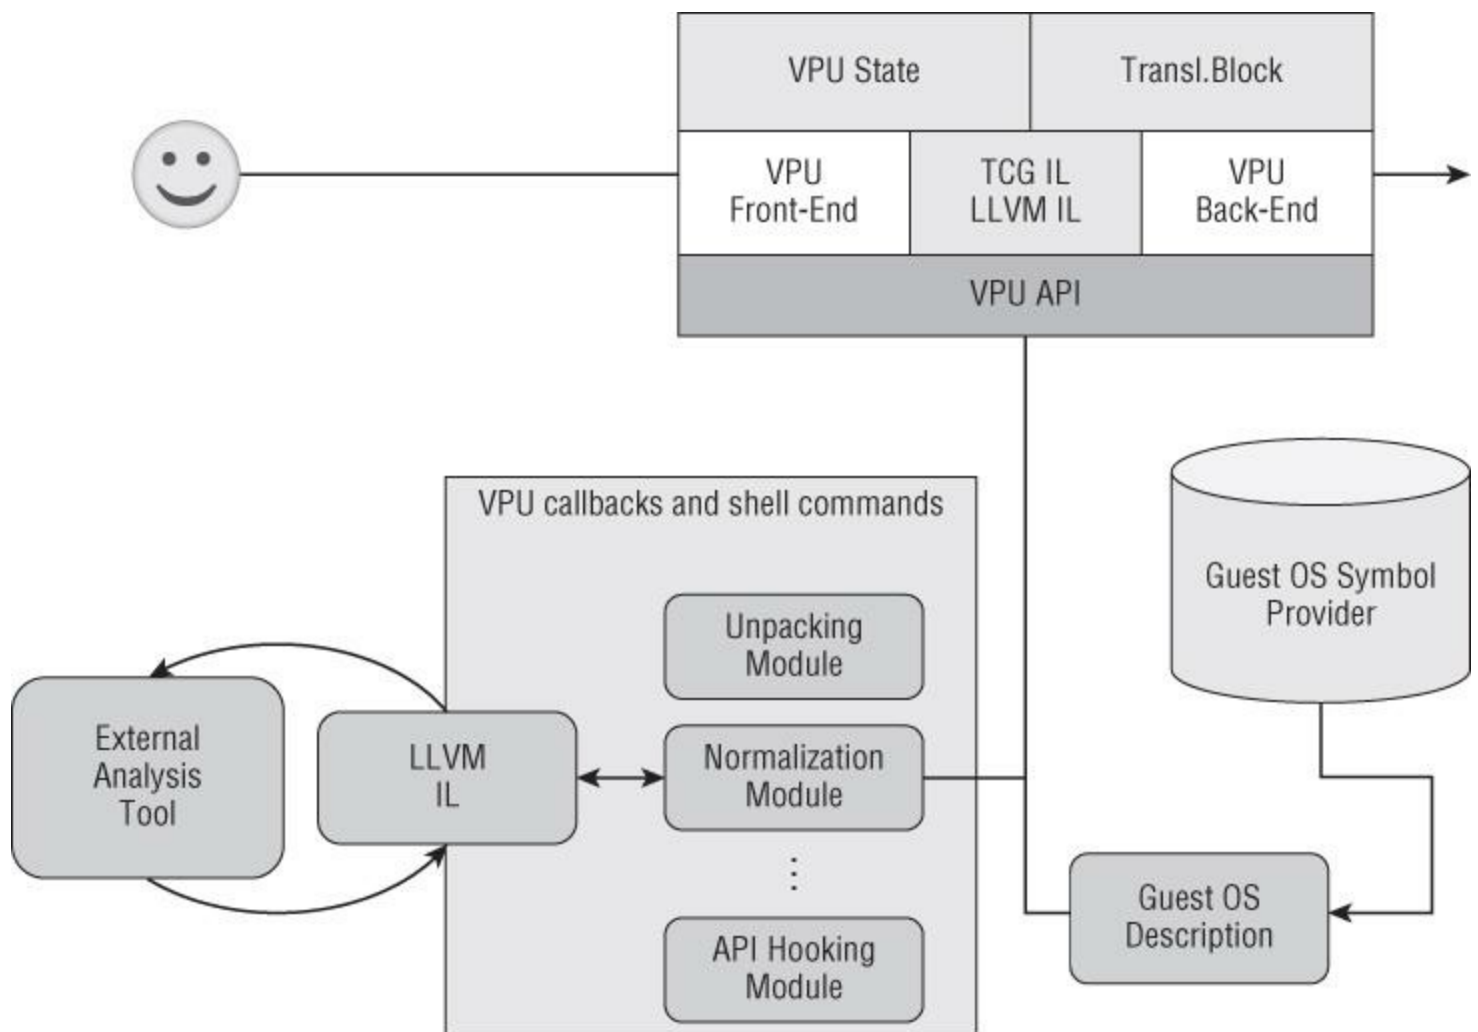 VPU State
Transl.Block
VPU
Front-End
TCG IL
LLVM IL
VPU
Back-End
VPU API
VPU callbacks and shell commands
Guest OS Symbol
Provider
Unpacking
Module
External
Analysis
Tool
LLVM
IL
Normalization
Module
⋮
Guest OS
Description
API Hooking
Module